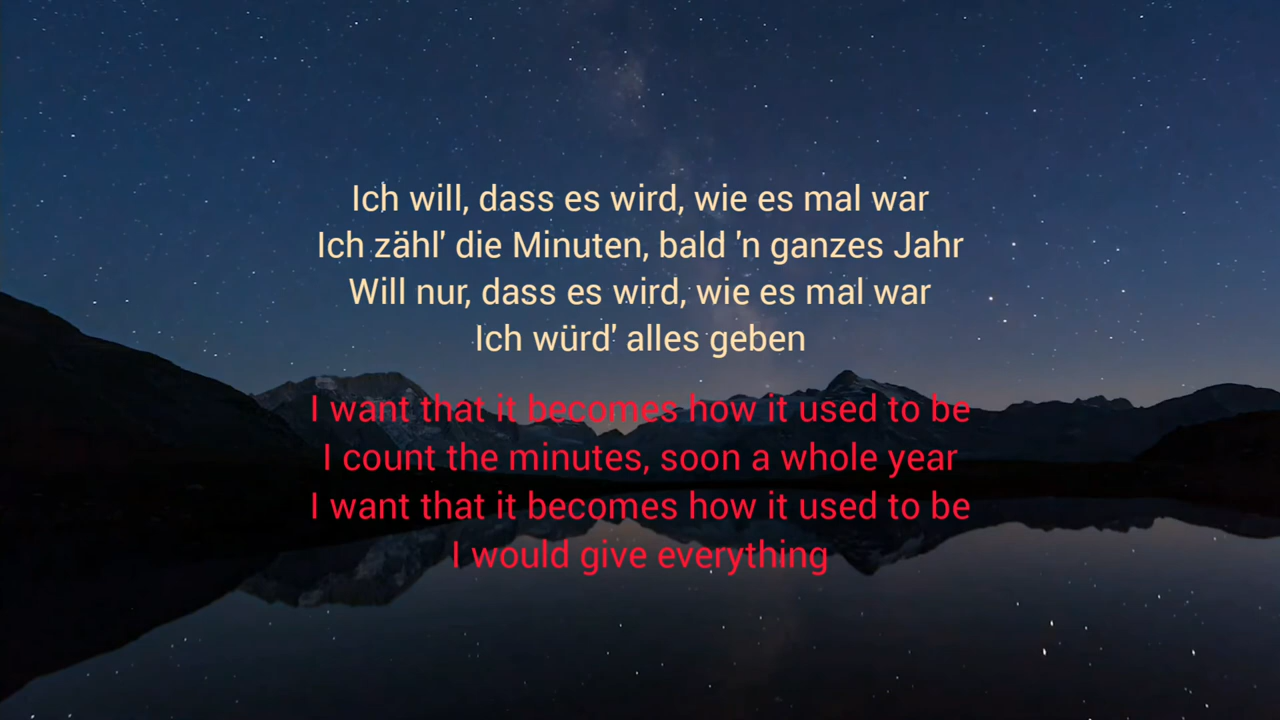 Ich will, dass es wird, wie es mal war
Ich zähl' die Minuten, bald 'n ganzes Jahr
Will nur, dass es wird, wie es mal war
Ich würd' alles geben
I want that it becomes how it used to be
I count the minutes, soon a whole year
I want that it becomes how it used to be
I would give everything